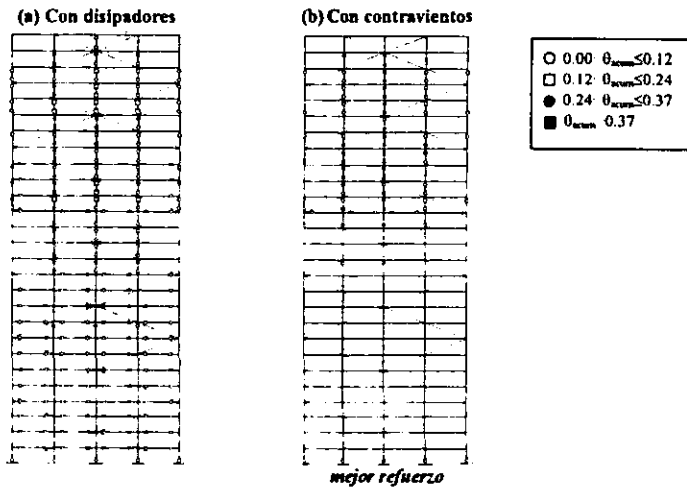 (a) Con disipadores
(b) Con contravientos
0.00 θacum≤0.12
0.12 θacum≤0.24
0.24 θacum≤0.37
θacum 0.37
mejor refuerzo